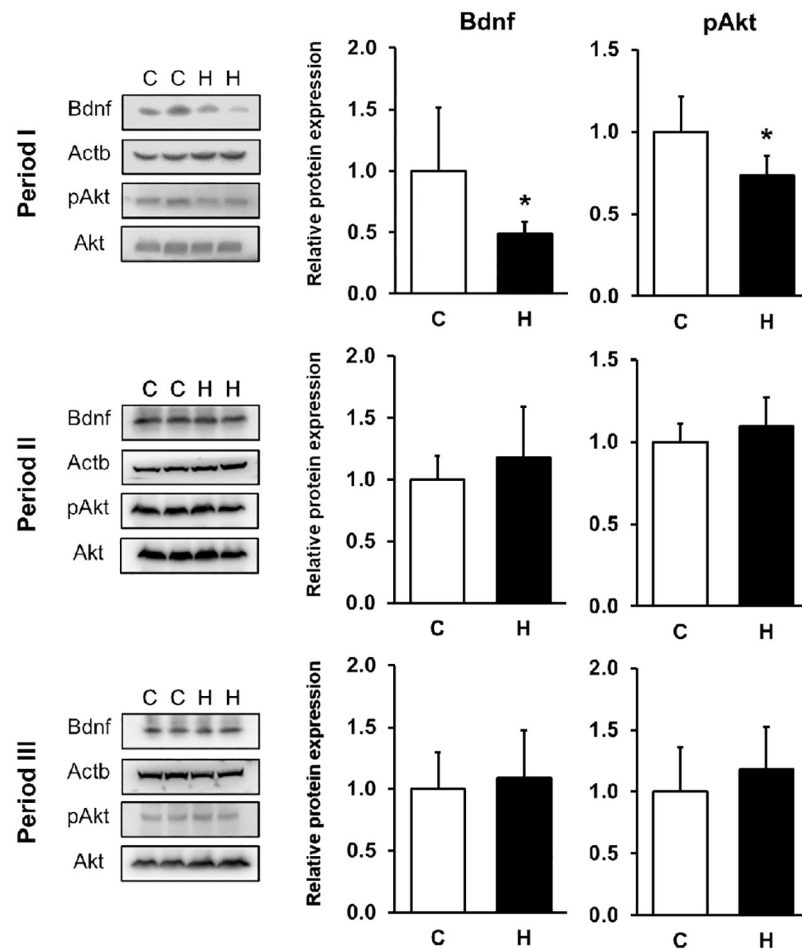 Bdnf
pAkt
Period I
C C H H
Bdnf
Actb
pAkt
Akt
Relative protein expression
2.0
1.5
1.0
0.5
0.0
*
C H
1.5
1.0
0.5
0.0
*
C H
Period II
C C H H
Bdnf
Actb
pAkt
Akt
Relative protein expression
2.0
1.5
1.0
0.5
0.0
C H
1.5
1.0
0.5
0.0
C H
Period III
C C H H
Bdnf
Actb
pAkt
Akt
Relative protein expression
2.0
1.5
1.0
0.5
0.0
C H
2.0
1.5
1.0
0.5
0.0
C H